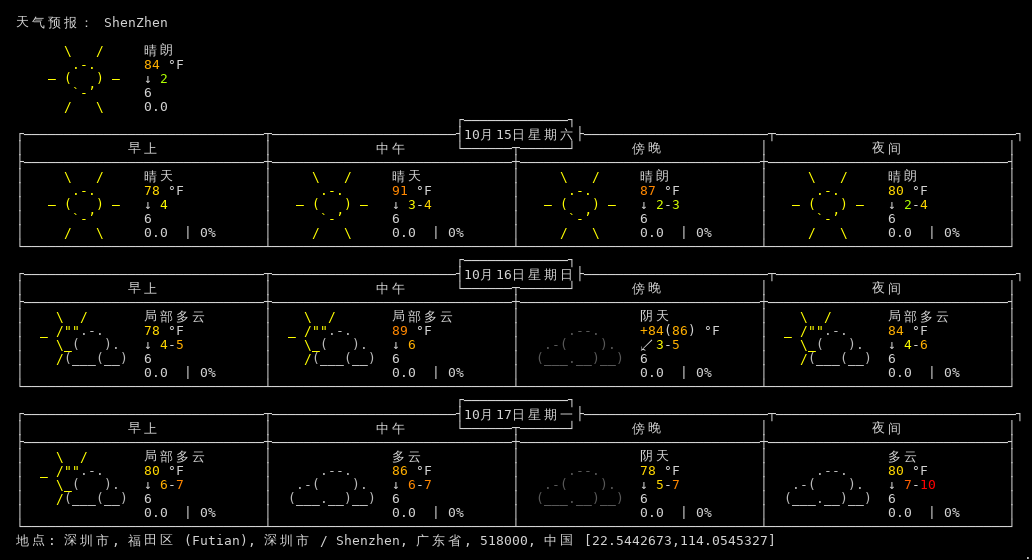 天气预报： ShenZhen
晴朗
84 °F
↓ 2
6
0.0
10月15日星期六
早上 中午 傍晚 夜间
晴天 晴天 晴朗 晴朗
78 °F 91 °F 87 °F 80 °F
↓ 4 ↓ 3-4 ↓ 2-3 ↓ 2-4
6 6 6 6
0.0 | 0% 0.0 | 0% 0.0 | 0% 0.0 | 0%
10月16日星期日
早上 中午 傍晚 夜间
局部多云 局部多云 阴天 局部多云
78 °F 89 °F +84(86) °F 84 °F
↓ 4-5 ↓ 6 ↙ 3-5 ↓ 4-6
6 6 6 6
0.0 | 0% 0.0 | 0% 0.0 | 0% 0.0 | 0%
10月17日星期一
早上 中午 傍晚 夜间
局部多云 多云 阴天 多云
80 °F 86 °F 78 °F 80 °F
↓ 6-7 ↓ 6-7 ↓ 5-7 ↓ 7-10
6 6 6 6
0.0 | 0% 0.0 | 0% 0.0 | 0% 0.0 | 0%
地点: 深圳市, 福田区 (Futian), 深圳市 / Shenzhen, 广东省, 518000, 中国 [22.5442673,114.0545327]